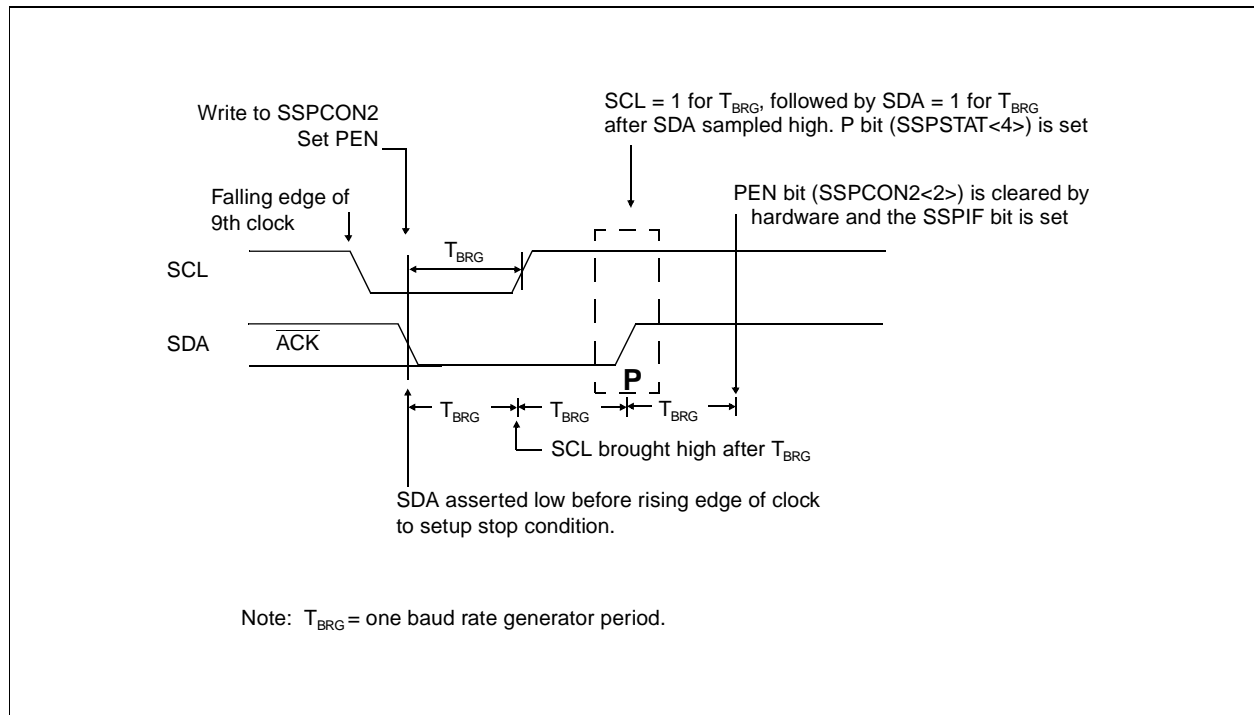 Write to SSPCON2
Set PEN
SCL = 1 for TBRG, followed by SDA = 1 for TBRG
after SDA sampled high. P bit (SSPSTAT<4>) is set
Falling edge of
9th clock
PEN bit (SSPCON2<2>) is cleared by
hardware and the SSPIF bit is set
TBRG
SCL
SDA
ACK
P
TBRG TBRG TBRG
SCL brought high after TBRG
SDA asserted low before rising edge of clock
to setup stop condition.
Note: TBRG = one baud rate generator period.